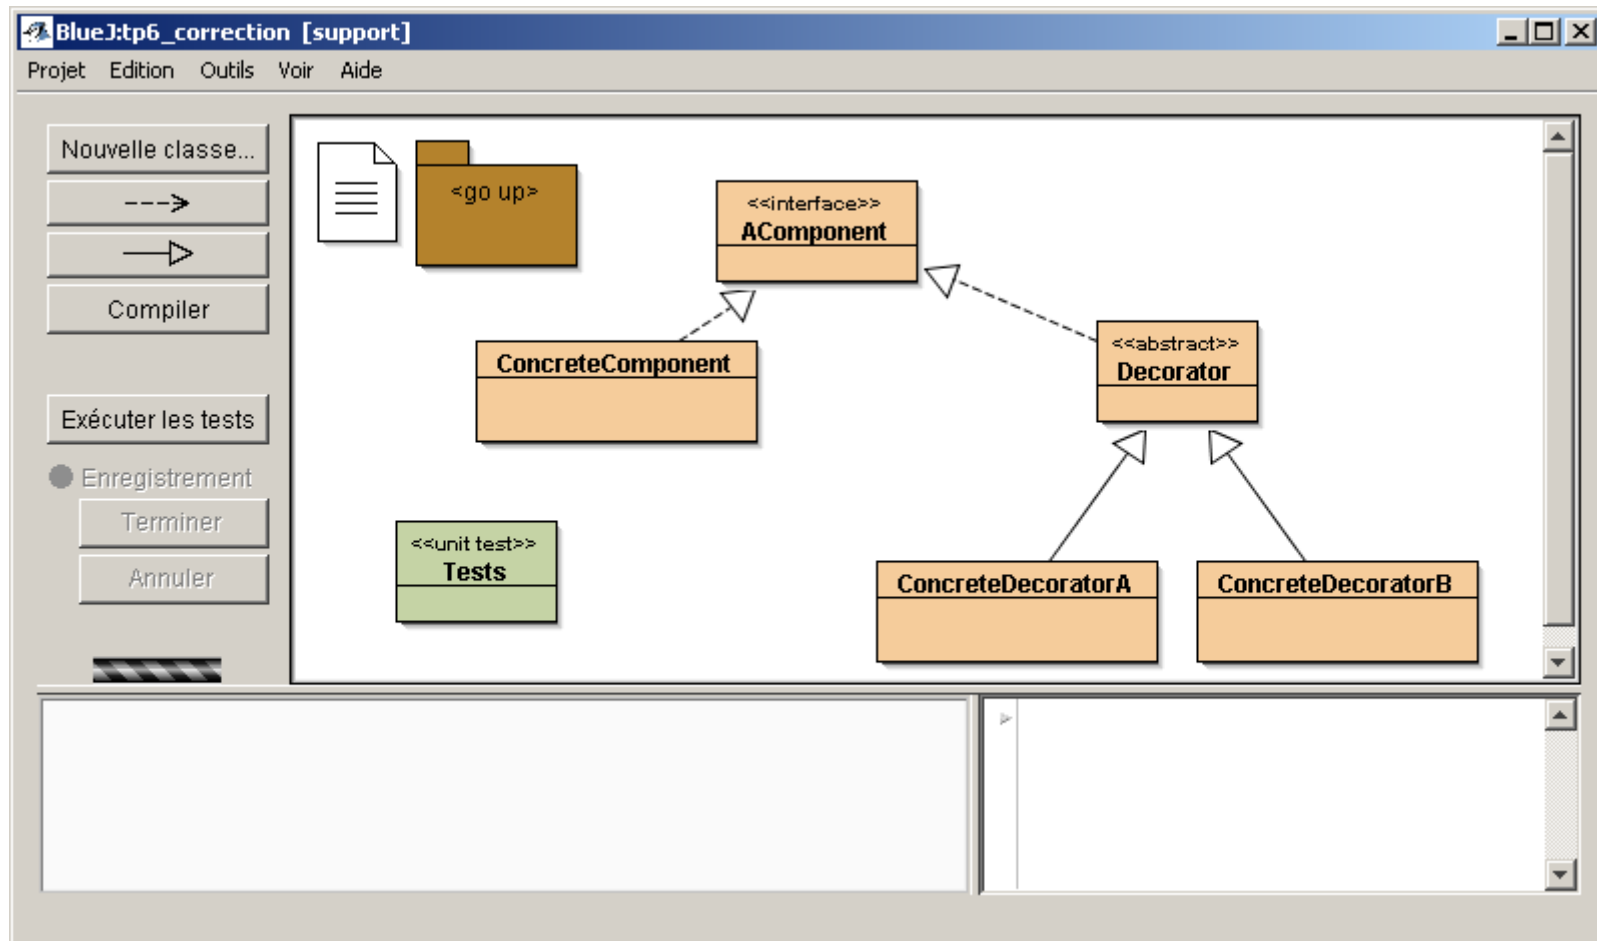 BlueJ:tp6_correction [support]
Projet Edition Outils Voir Aide
Nouvelle classe...
Compiler
Exécuter les tests
Enregistrement
Terminer
Annuler
<go up>
<<interface>>
AComponent
ConcreteComponent
<<abstract>>
Decorator
<<unit test>>
Tests
ConcreteDecoratorA
ConcreteDecoratorB